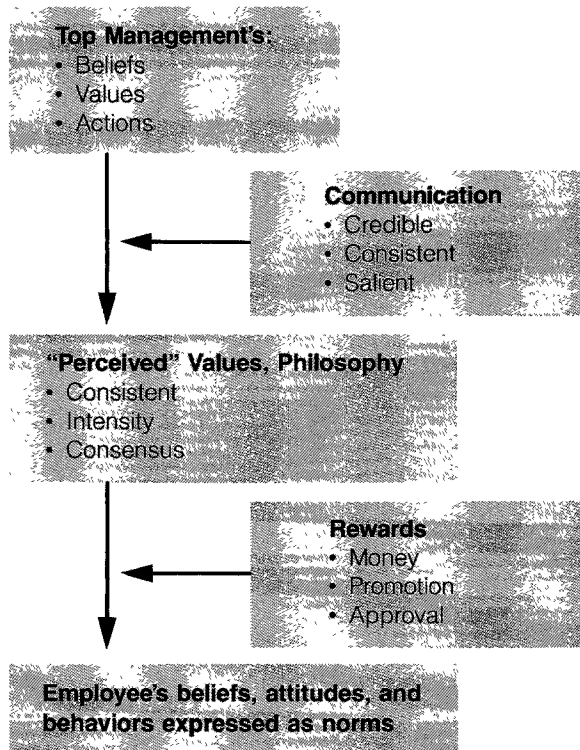 Top Management's:
• Beliefs
• Values
• Actions
Communication
• Credible
• Consistent
• Salient
"Perceived" Values, Philosophy
• Consistent
• Intensity
• Consensus
Rewards
• Money
• Promotion
• Approval
Employee's beliefs, attitudes, and
behaviors expressed as norms